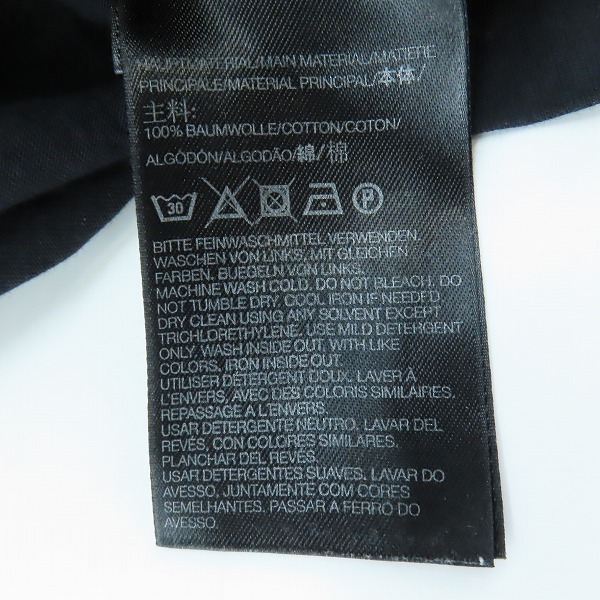 HAUPTMATERIAL/MAIN MATERIAL/MATIÈRE
PRINCIPALE/MATERIAL PRINCIPAL/本体/
主料:
100% BAUMWOLLE/COTTON/COTON/
ALGODÓN/ALGODÃO/綿/棉
30 P
BITTE FEINWASCHMITTEL VERWENDEN.
WASCHEN VON LINKS, MIT GLEICHEN
FARBEN. BUEGELN VON LINKS.
MACHINE WASH COLD. DO NOT BLEACH. DO
NOT TUMBLE DRY. COOL IRON IF NEEDED.
DRY CLEAN USING ANY SOLVENT EXCEPT
TRICHLORETHYLENE. USE MILD DETERGENT
ONLY. WASH INSIDE OUT, WITH LIKE
COLORS. IRON INSIDE OUT.
UTILISER DÉTERGENT DOUX. LAVER À
L'ENVERS, AVEC DES COLORIS SIMILAIRES.
REPASSAGE A L'ENVERS.
USAR DETERGENTE NEUTRO. LAVAR DEL
REVÉS, CON COLORES SIMILARES.
PLANCHAR DEL REVÉS.
USAR DETERGENTES SUAVES. LAVAR DO
AVESSO, JUNTAMENTE COM CORES
SEMELHANTES. PASSAR A FERRO DO
AVESSO.